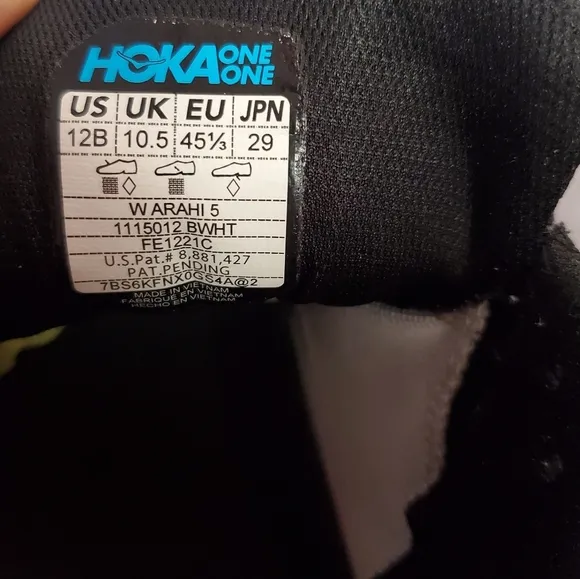 HOKA ONE ONE
US UK EU JPN
12B 10.5 45⅓ 29
W ARAHI 5
1115012 BWHT
FE1221C
U.S.Pat.# 8,881,427
PAT.PENDING
7BS6KFNX0GS4A@2
MADE IN VIETNAM
FABRIQUÉ EN VIETNAM
HECHO EN VIETNAM